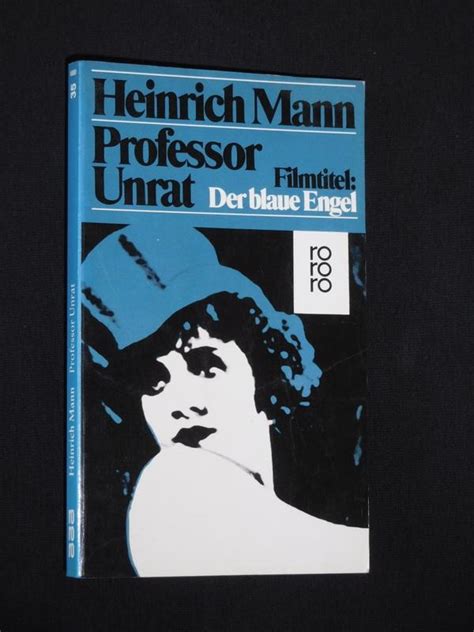 Heinrich Mann
Professor
Unrat
Filmtitel:
Der blaue Engel
ro
ro
ro
35
Heinrich Mann Professor Unrat